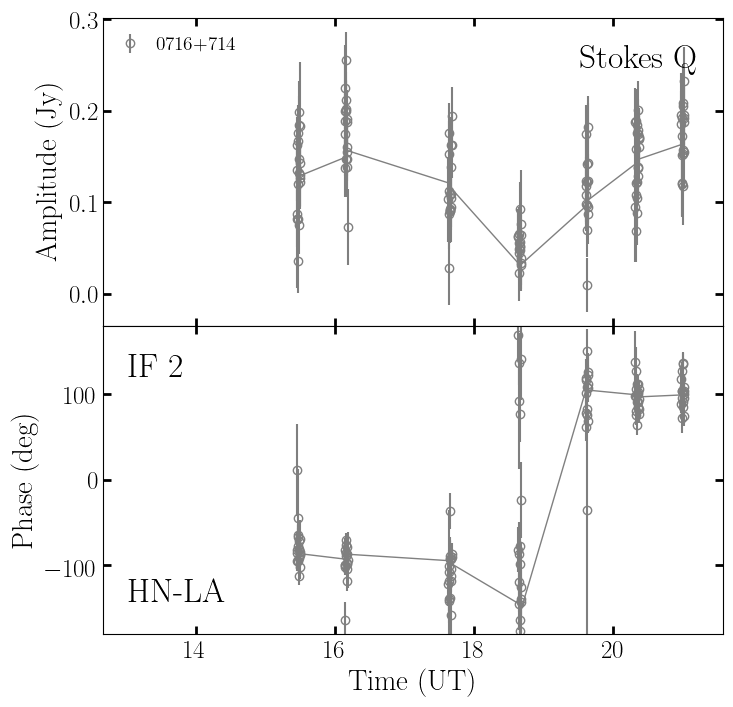 0.3
0716+714
Stokes Q
0.2
0.1
0.0
Amplitude (Jy)
IF 2
100
0
−100
Phase (deg)
HN-LA
14 16 18 20
Time (UT)